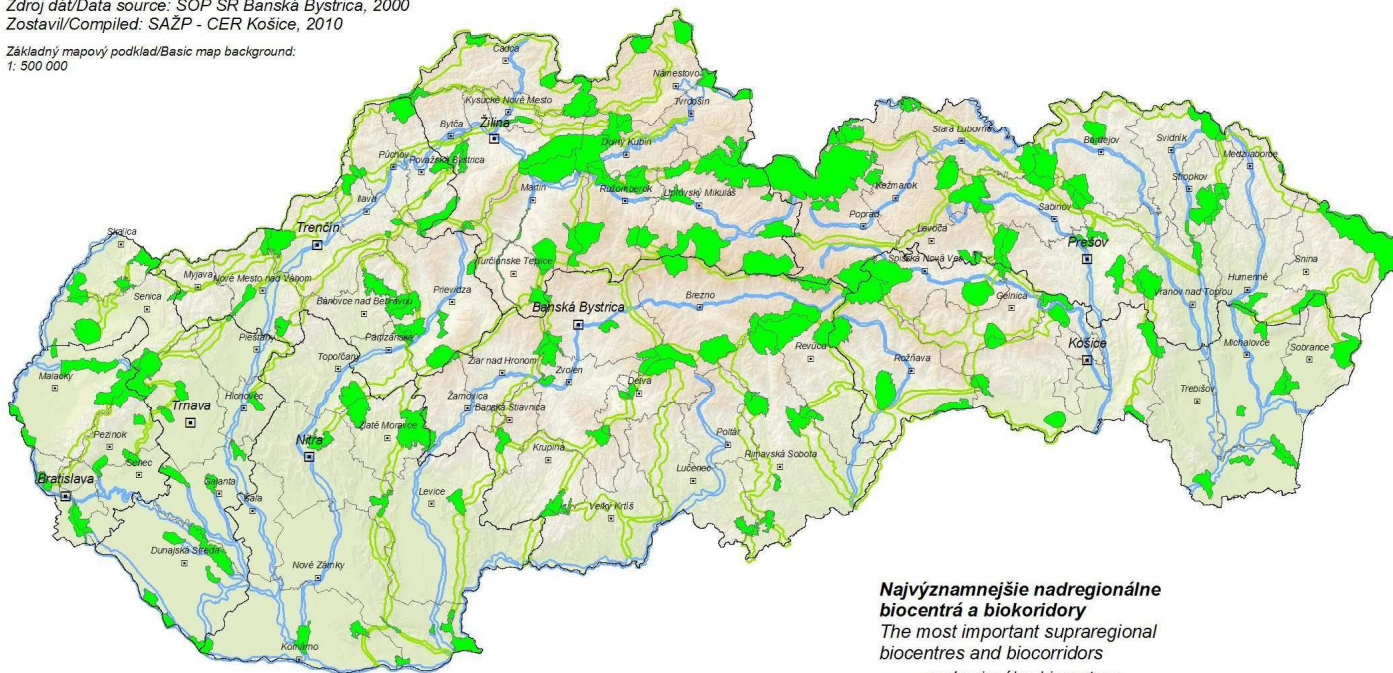 Zdroj dát/Data source: ŠOP SR Banská Bystrica, 2000
Zostavil/Compiled: SAŽP - CER Košice, 2010
Základný mapový podklad/Basic map background:
1: 500 000
Čadca
Námestovo
Tvrdošín
Kysucké Nové Mesto
Bytča
Žilina
Dolný Kubín
Stará Ľubovňa
Bardejov
Svidník
Medzilaborce
Púchov
Považská Bystrica
Stropkov
Martin
Ružomberok
Liptovský Mikuláš
Kežmarok
Ilava
Poprad
Sabinov
Skalica
Trenčín
Levoča
Prešov
Turčianske Teplice
Spišská Nová Ves
Snina
Myjava
Nové Mesto nad Váhom
Humenné
Senica
Bánovce nad Bebravou
Prievidza
Brezno
Gelnica
Vranov nad Topľou
Banská Bystrica
Piešťany
Partizánske
Revúca
Košice
Michalovce
Sobrance
Topoľčany
Žiar nad Hronom
Zvolen
Rožňava
Malacky
Detva
Hlohovec
Žarnovica
Trebišov
Trnava
Banská Štiavnica
Zlaté Moravce
Pezinok
Nitra
Krupina
Poltár
Rimavská Sobota
Senec
Lučenec
Bratislava
Galanta
Levice
Šaľa
Veľký Krtíš
Dunajská Streda
Nové Zámky
Komárno
Najvýznamnejšie nadregionálne
biocentrá a biokoridory
The most important supraregional
biocentres and biocorridors